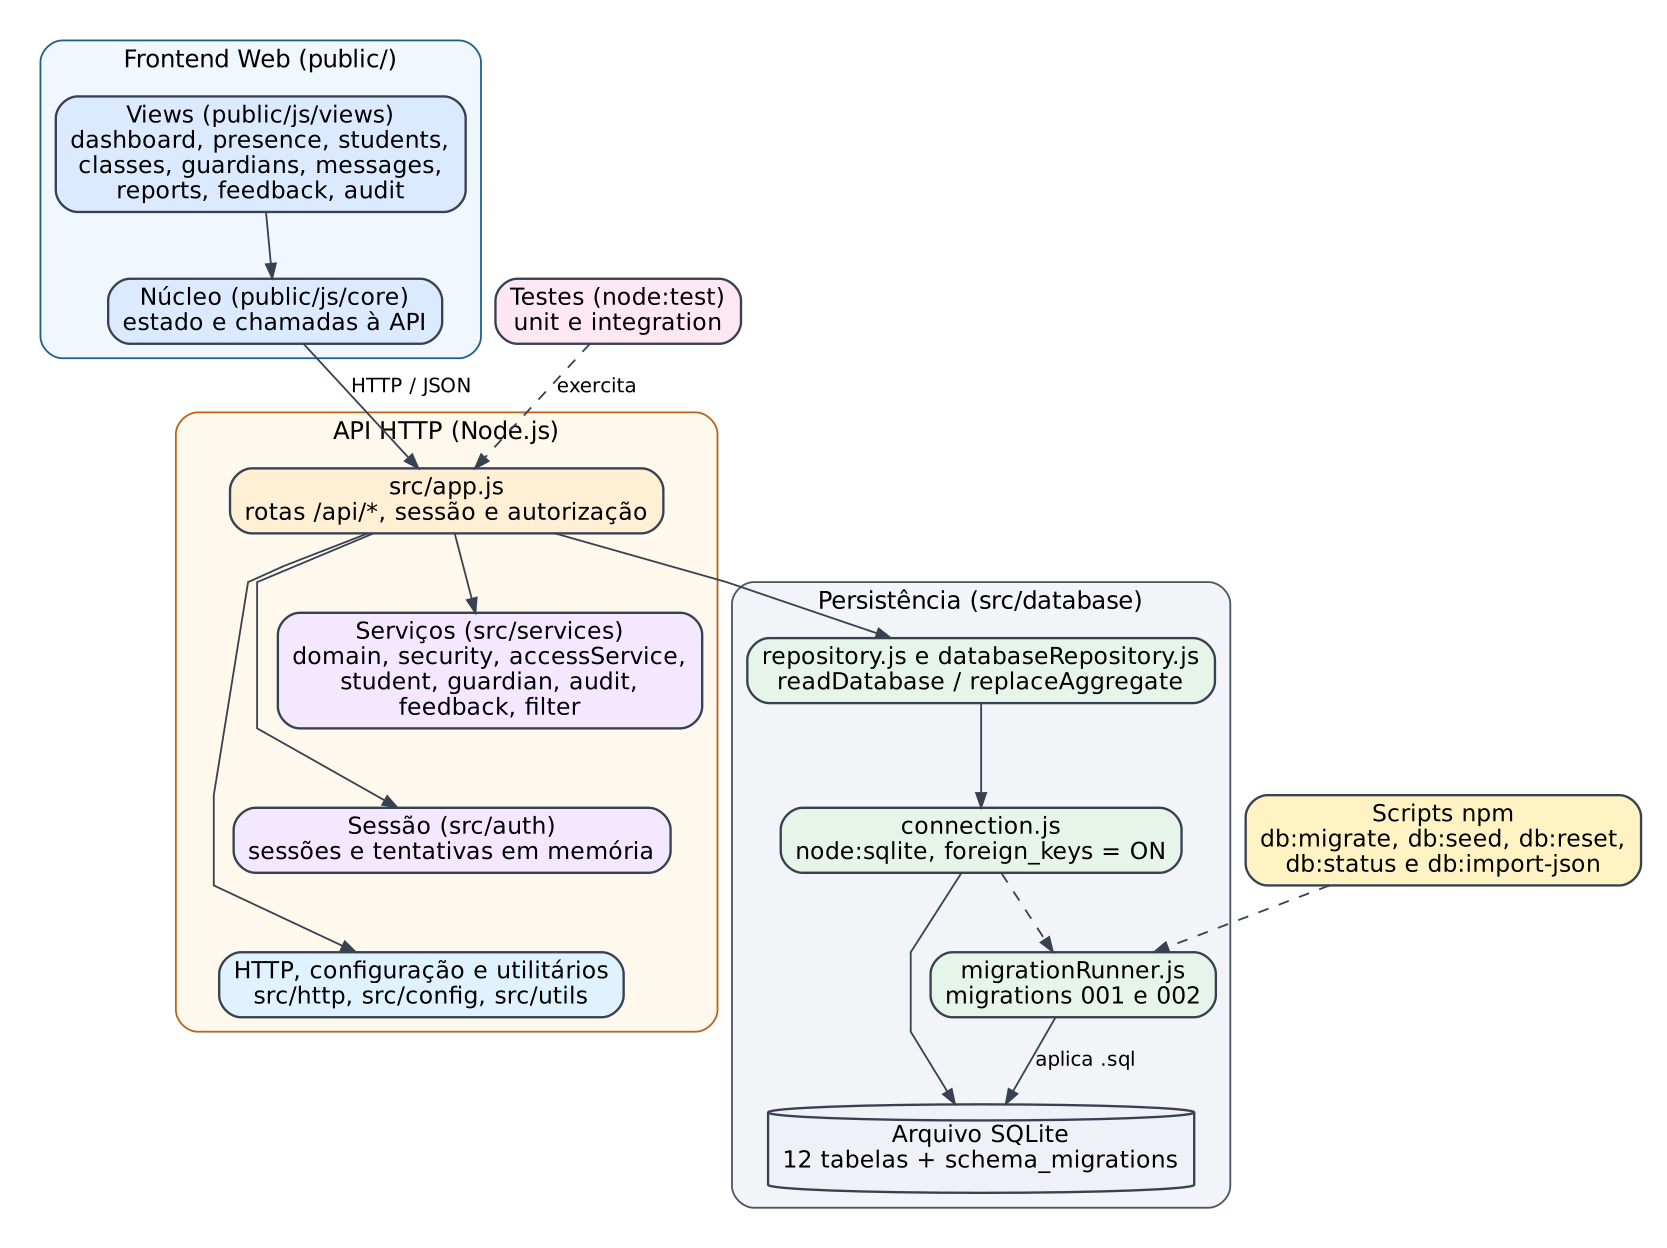 Frontend Web (public/)
Views (public/js/views)
dashboard, presence, students,
classes, guardians, messages,
reports, feedback, audit
Núcleo (public/js/core)
estado e chamadas à API
Testes (node:test)
unit e integration
HTTP / JSON
exercita
API HTTP (Node.js)
src/app.js
rotas /api/*, sessão e autorização
Serviços (src/services)
domain, security, accessService,
student, guardian, audit,
feedback, filter
Sessão (src/auth)
sessões e tentativas em memória
HTTP, configuração e utilitários
src/http, src/config, src/utils
Persistência (src/database)
repository.js e databaseRepository.js
readDatabase / replaceAggregate
connection.js
node:sqlite, foreign_keys = ON
Scripts npm
db:migrate, db:seed, db:reset,
db:status e db:import-json
migrationRunner.js
migrations 001 e 002
aplica .sql
Arquivo SQLite
12 tabelas + schema_migrations